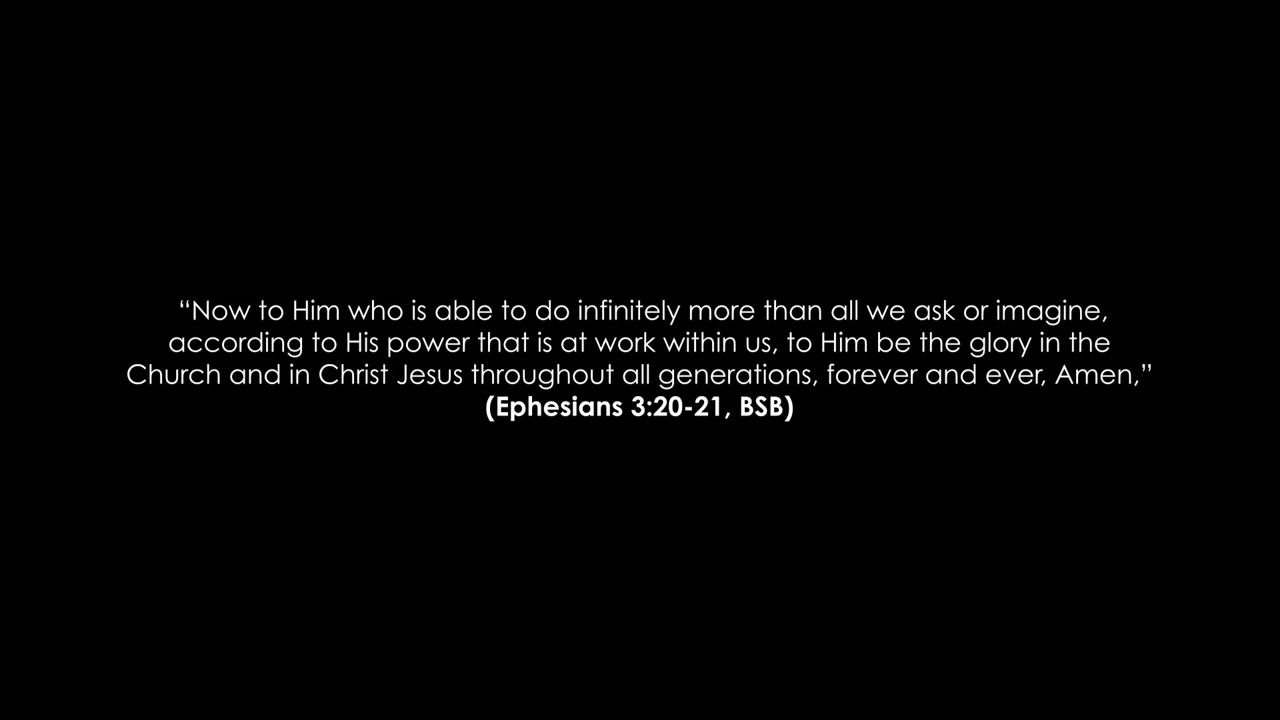 “Now to Him who is able to do infinitely more than all we ask or imagine,
according to His power that is at work within us, to Him be the glory in the
Church and in Christ Jesus throughout all generations, forever and ever, Amen,”
(Ephesians 3:20-21, BSB)